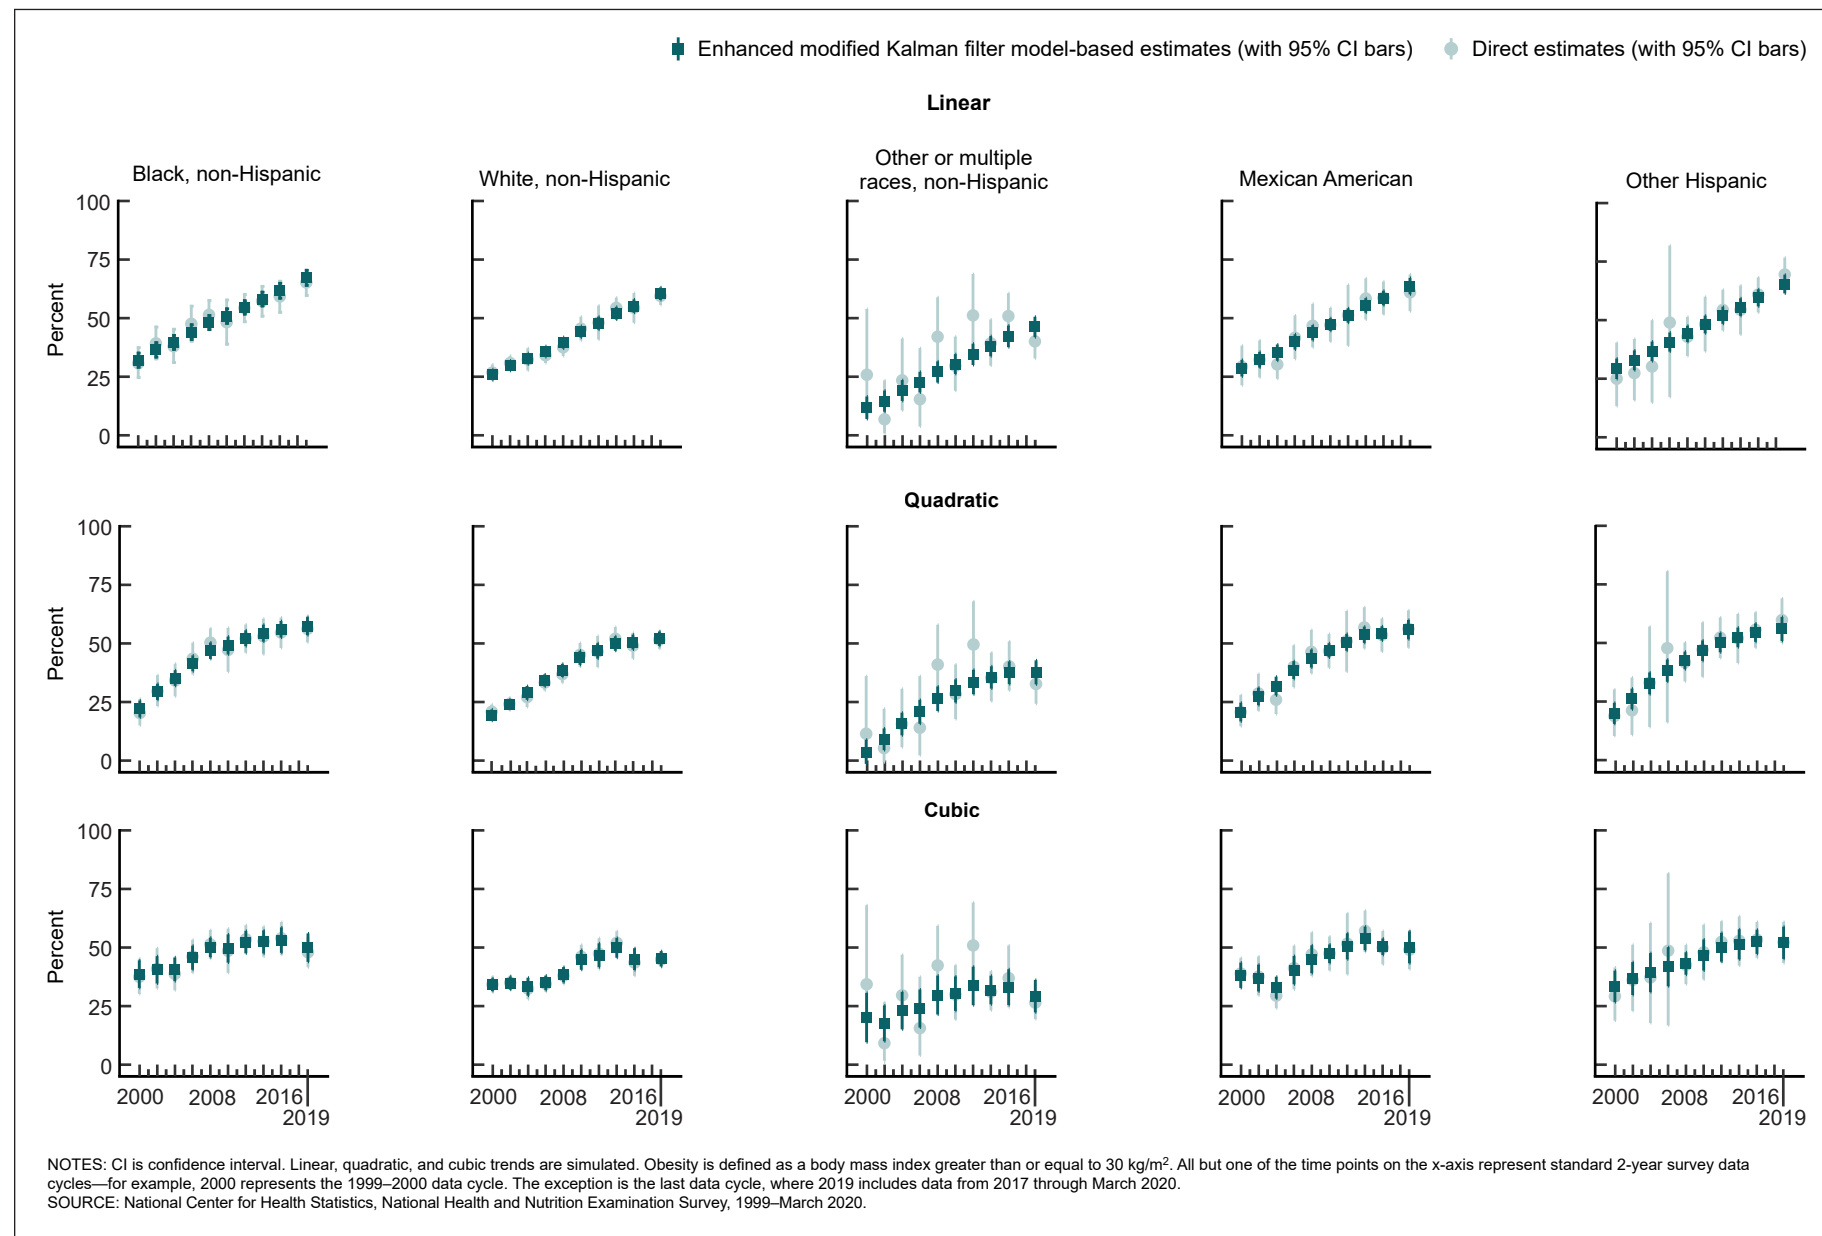 Enhanced modified Kalman filter model-based estimates (with 95% CI bars) Direct estimates (with 95% CI bars)
Linear
Black, non-Hispanic White, non-Hispanic Other or multiple races, non-Hispanic Mexican American Other Hispanic
Percent
100
75
50
25
0
Quadratic
Percent
100
75
50
25
0
Cubic
Percent
100
75
50
25
0
2000 2008 2016 2000 2008 2016 2000 2008 2016 2000 2008 2016 2000 2008 2016
2019 2019 2019 2019 2019
NOTES: CI is confidence interval. Linear, quadratic, and cubic trends are simulated. Obesity is defined as a body mass index greater than or equal to 30 kg/m². All but one of the time points on the x-axis represent standard 2-year survey data
cycles—for example, 2000 represents the 1999–2000 data cycle. The exception is the last data cycle, where 2019 includes data from 2017 through March 2020.
SOURCE: National Center for Health Statistics, National Health and Nutrition Examination Survey, 1999–March 2020.